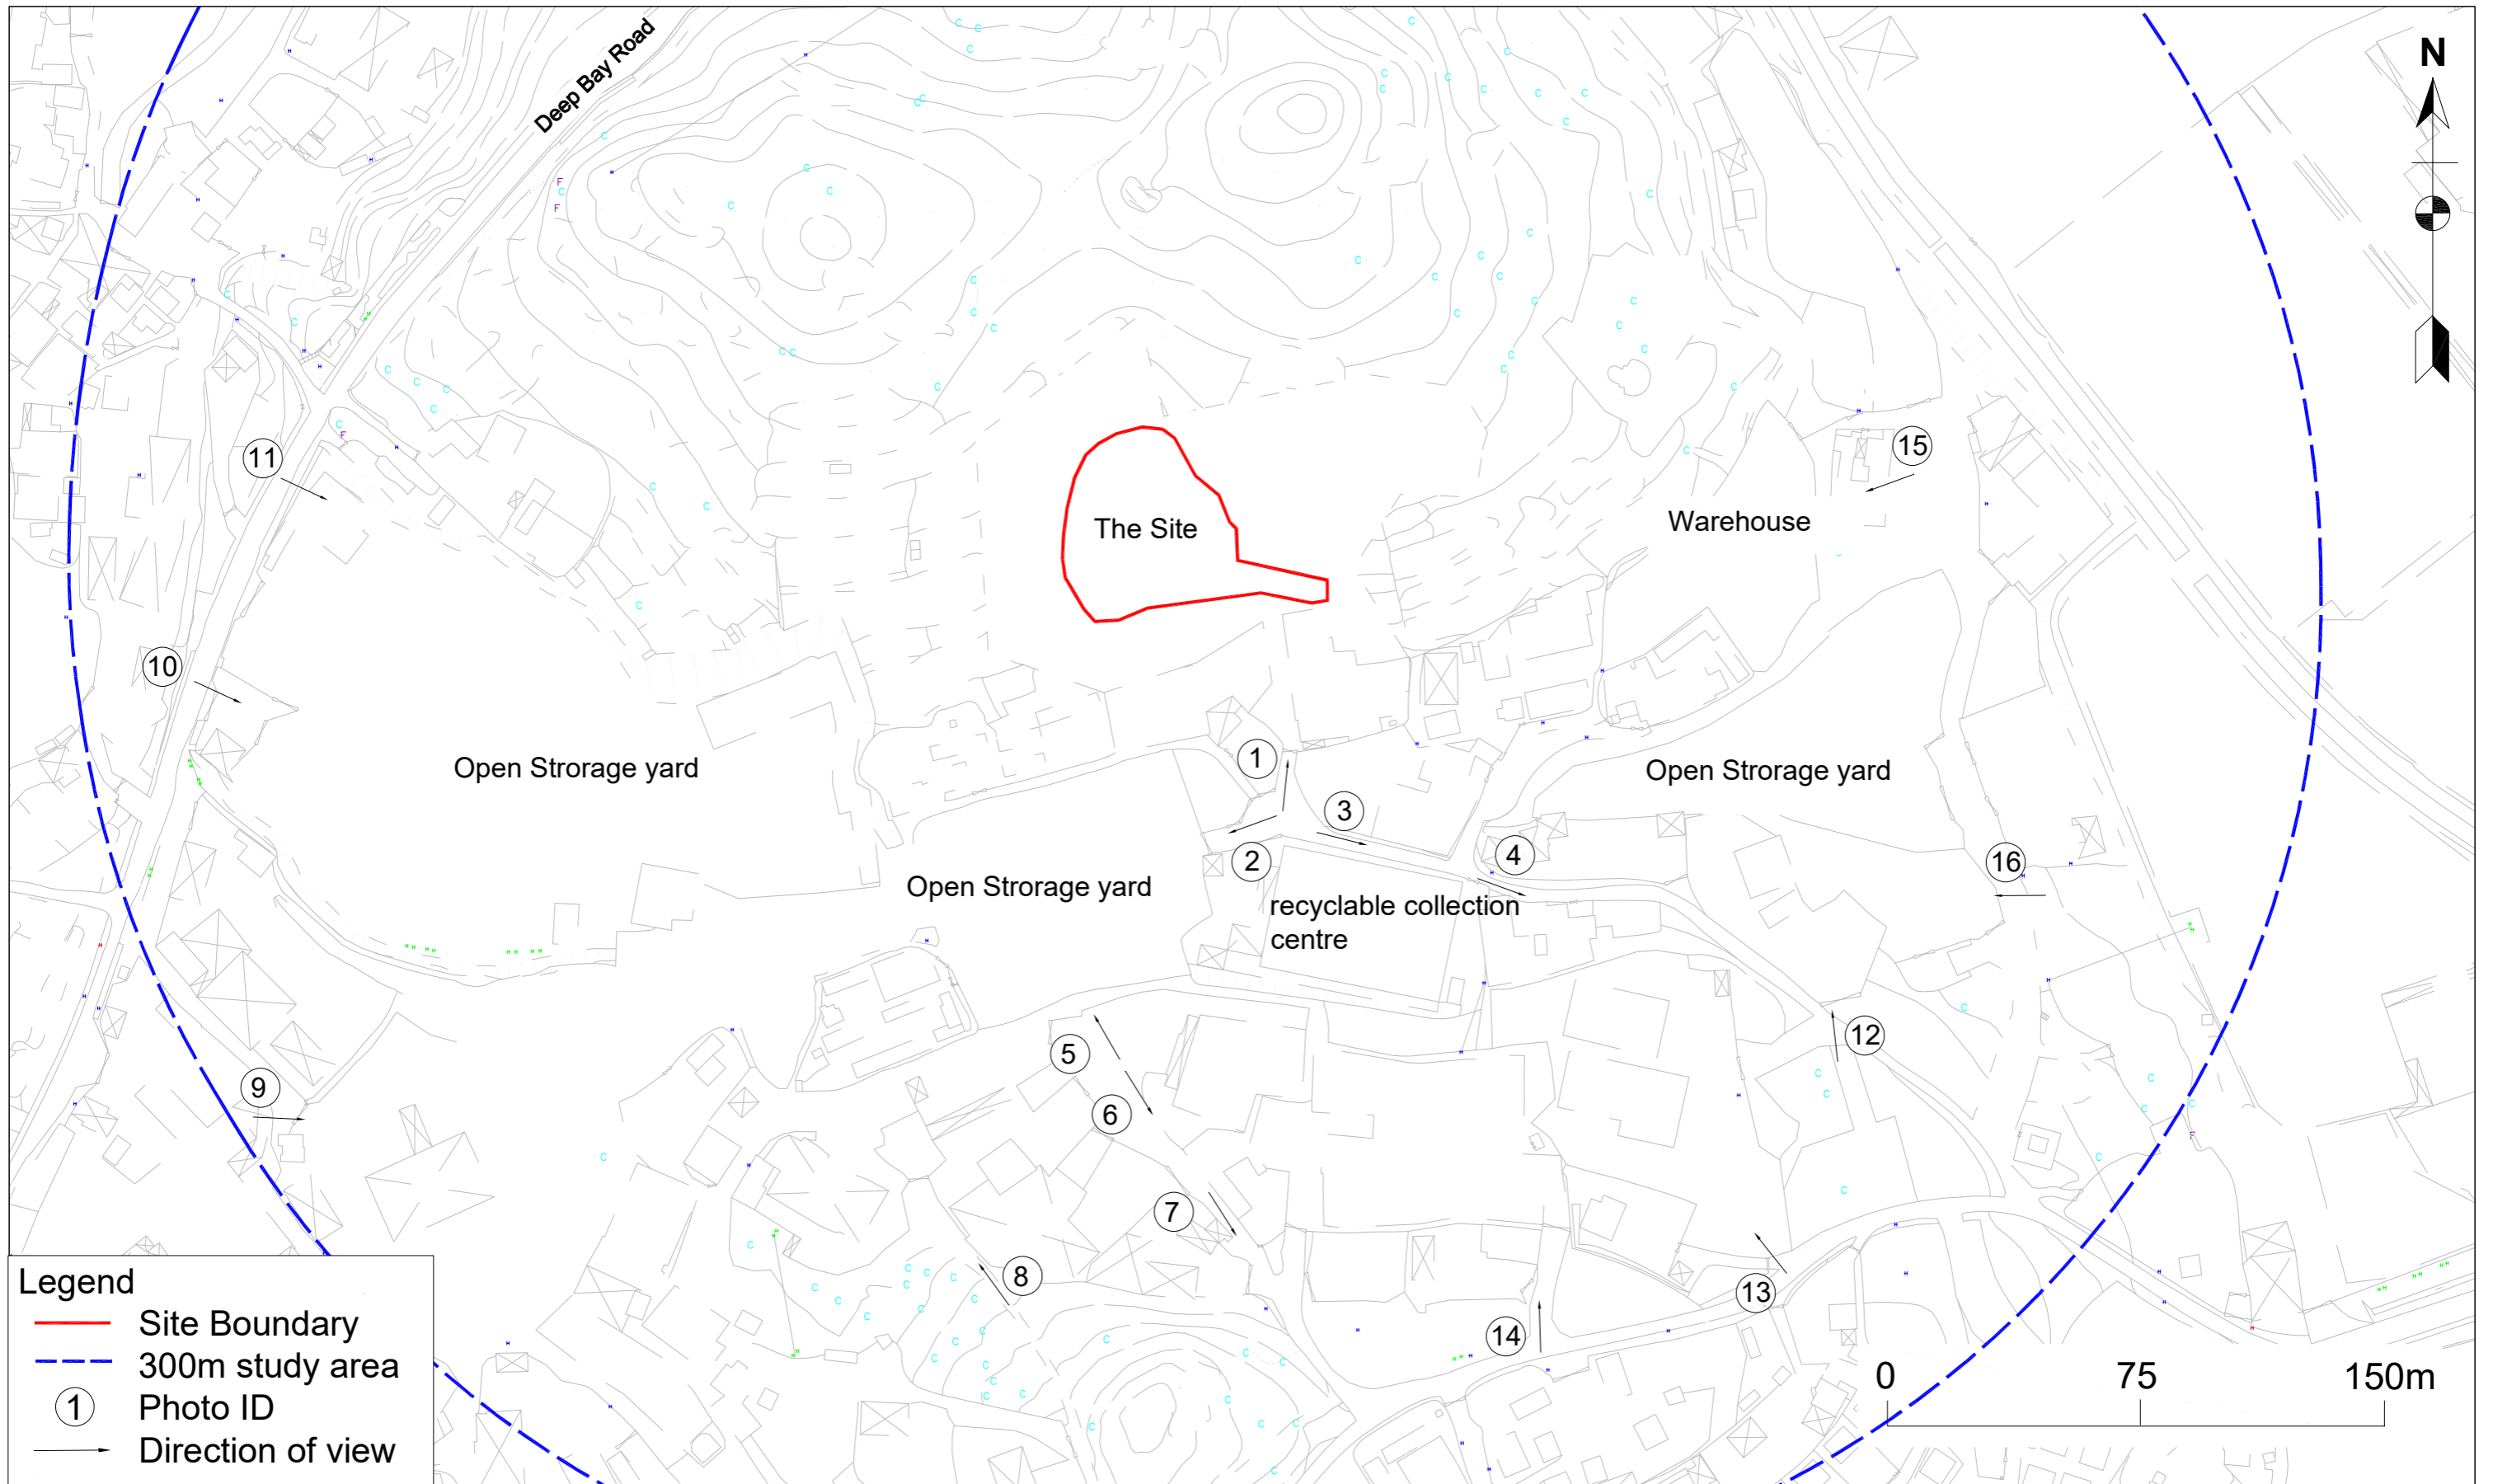 Deep Bay Road
N
11
15
The Site
Warehouse
10
Open Strorage yard
1
Open Strorage yard
3
2
4
16
Open Strorage yard
recyclable collection
centre
5
12
9
6
7
8
13
14
Legend
Site Boundary
300m study area
1 Photo ID
Direction of view
0 75 150m